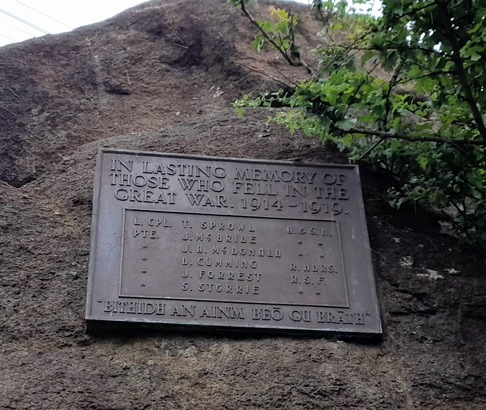 IN LASTING MEMORY OF
THOSE WHO FELL IN THE
GREAT WAR. 1914-1919.
L. CPL. T. SPROWL
PTE. J. McBRIDE
" J. H. McDONALD " "
" D. CUMMING
" J. FORREST R.S.F.
" S. STORRIE " "
"BITHIDH AN AINM BEÒ GU BRÀTH"